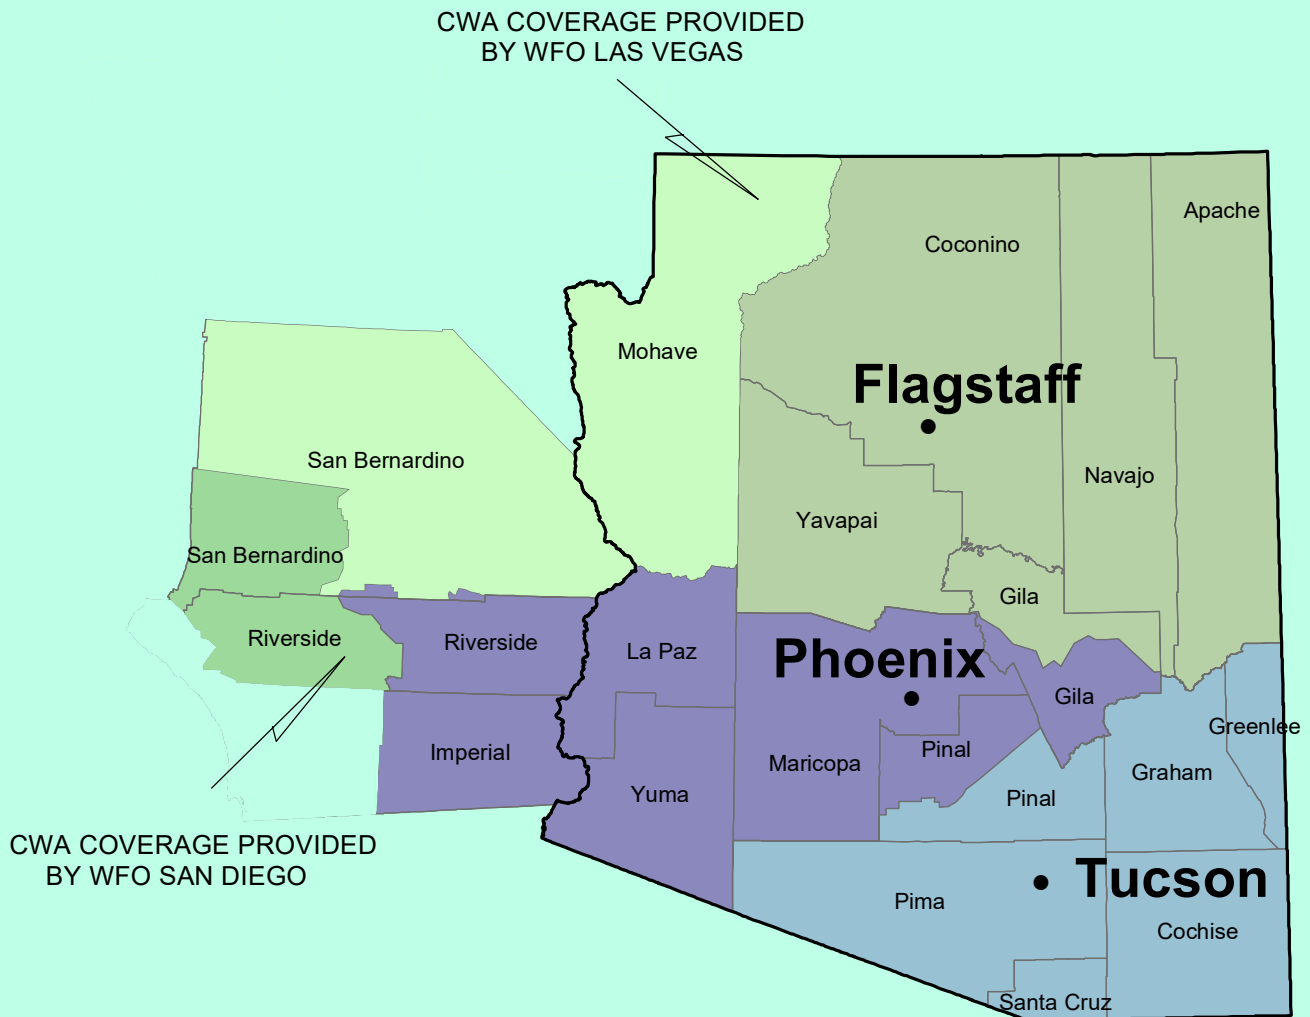 CWA COVERAGE PROVIDED
BY WFO LAS VEGAS
Apache
Coconino
Mohave
Flagstaff
San Bernardino
Navajo
Yavapai
San Bernardino
Gila
Riverside
Riverside
La Paz
Phoenix
Gila
Greenlee
Imperial
Maricopa
Pinal
Graham
Yuma
Pinal
CWA COVERAGE PROVIDED
BY WFO SAN DIEGO
Tucson
Pima
Cochise
Santa Cruz